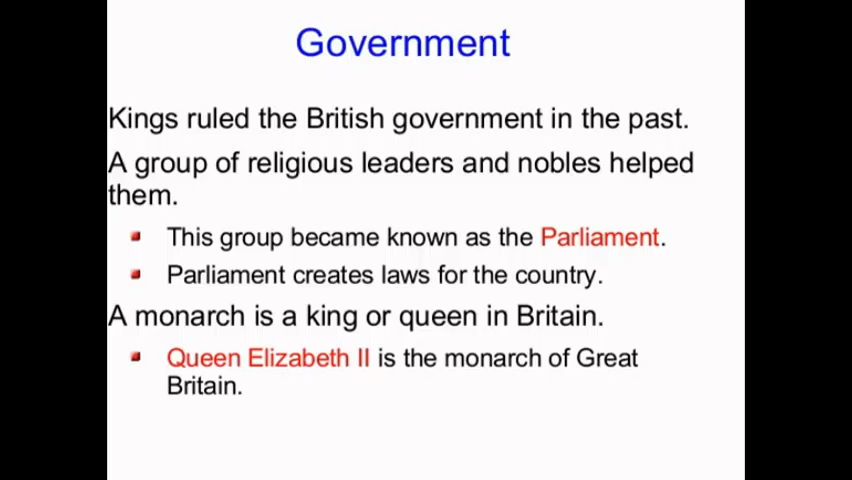 Government
Kings ruled the British government in the past.
A group of religious leaders and nobles helped
them.
This group became known as the Parliament.
Parliament creates laws for the country.
A monarch is a king or queen in Britain.
Queen Elizabeth II is the monarch of Great
Britain.